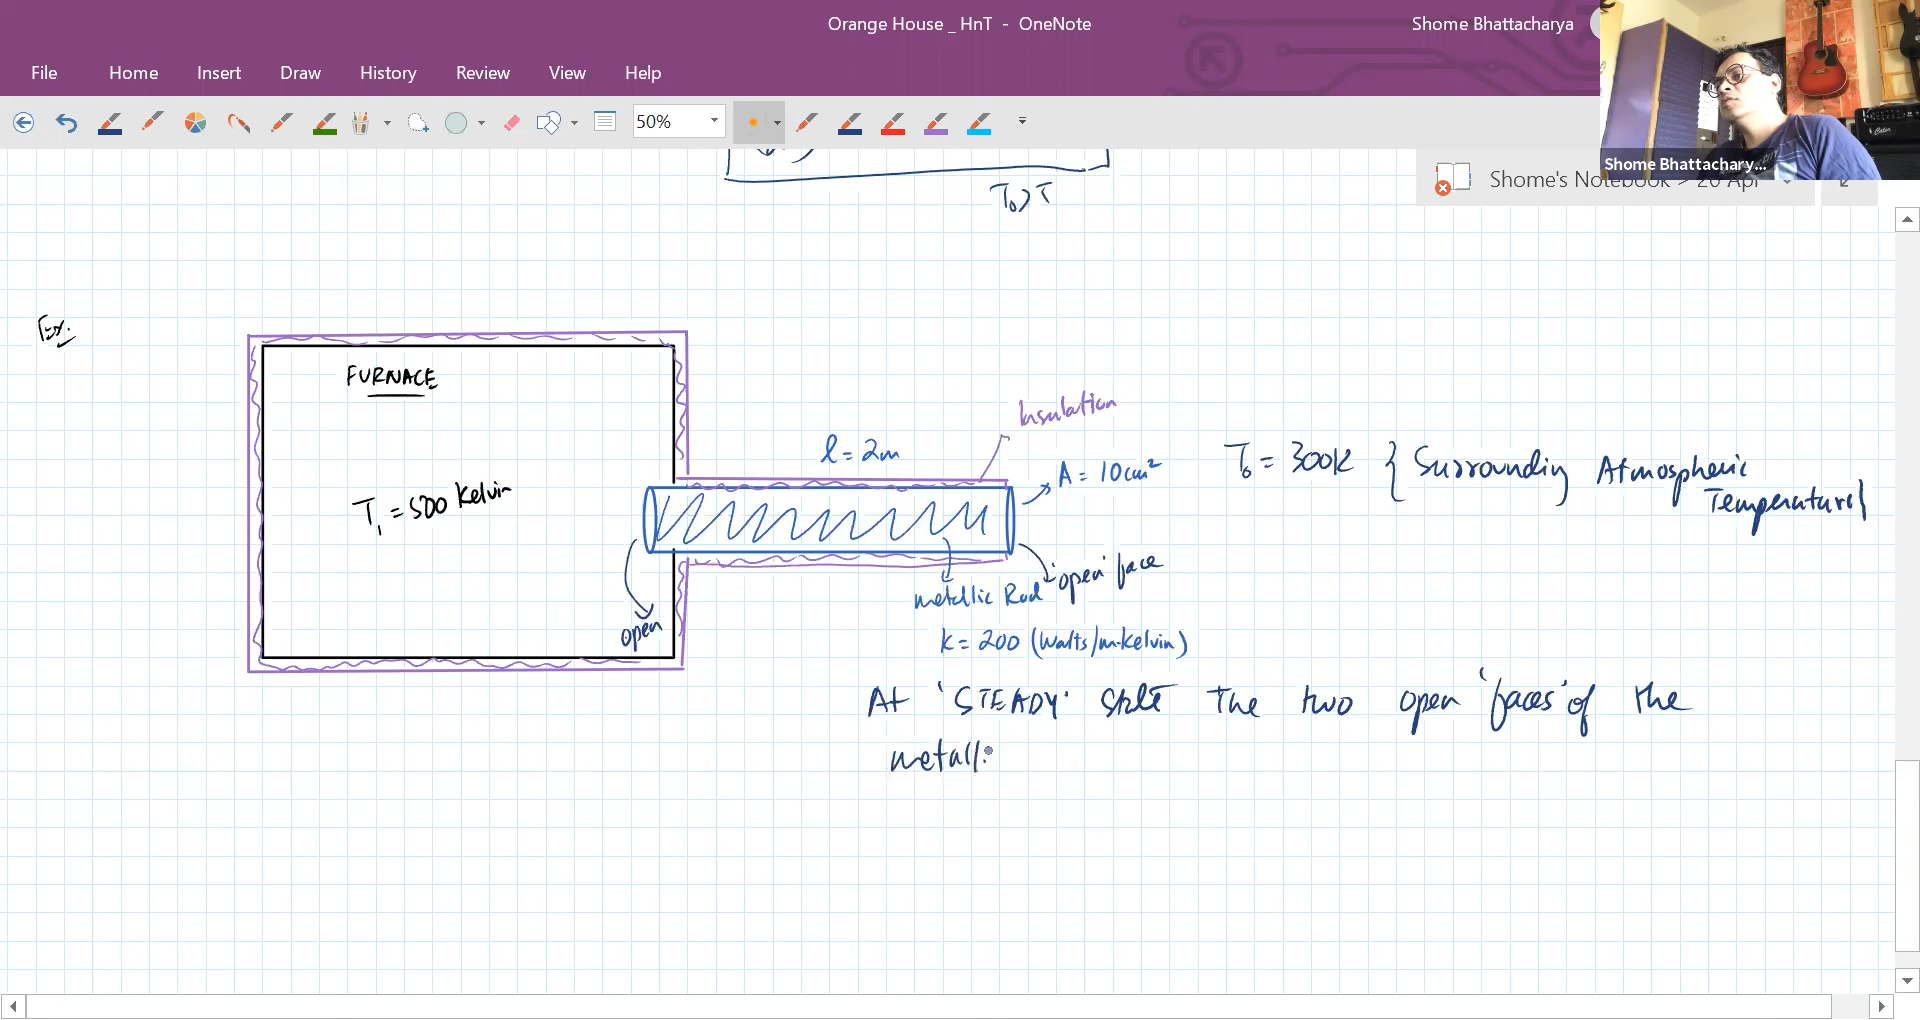 Orange House _ HnT - OneNote
Shome Bhattacharya
File Home Insert Draw History Review View Help
50%
Shome Bhattachary...
Shome's Notebook > 20 Apr
T₀ > T
Ex.
FURNACE
T₁ = 500 Kelvin
open
l = 2m
Insulation
A = 10cm²
T₀ = 300K { Surrounding Atmospheric
Temperature}
'open' face
metallic Rod
k = 200 (Watts/m-kelvin)
At 'STEADY' state The two open 'faces' of the
metalli